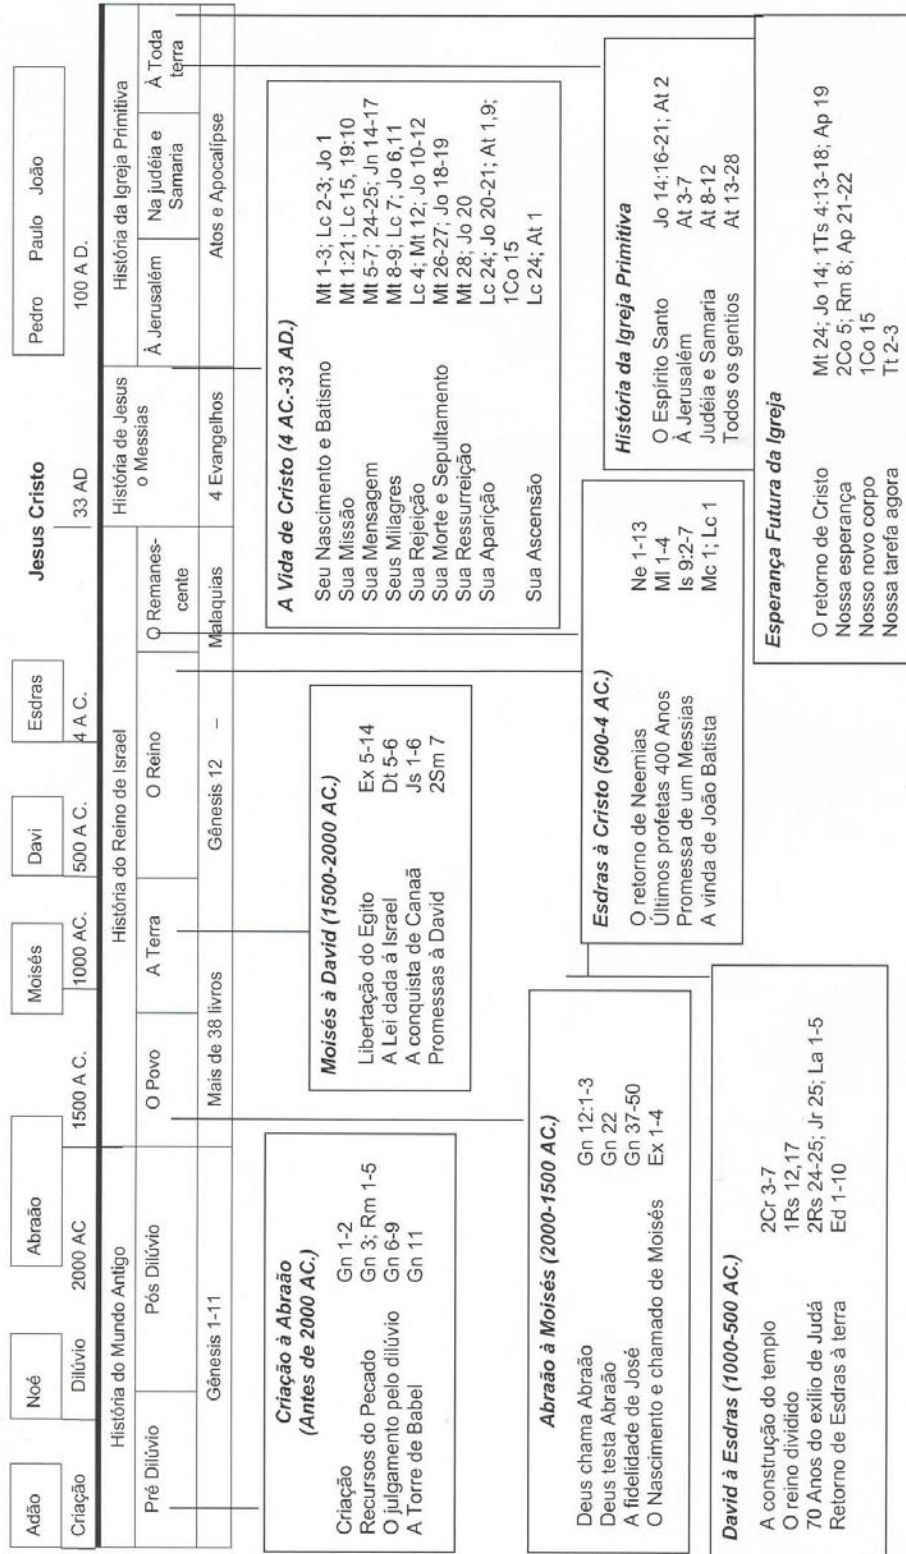 Adão Noé Abraão Moisés Davi Esdras Jesus Cristo Pedro Paulo João
Criação Dilúvio 2000 AC 1500 A C. 1000 AC. 500 A C. 4 A C. 33 AD 100 A D.
História do Mundo Antigo História do Reino de Israel História de Jesus o Messias História da Igreja Primitiva
Pré Dilúvio Pós Dilúvio O Povo A Terra O Reino O Remanes-
cente À Jerusalém Na judéia e Samaria À Toda terra
Gênesis 1-11 Mais de 38 livros Gênesis 12 – Malaquias 4 Evangelhos Atos e Apocalípse
Criação à Abraão
(Antes de 2000 AC.)
Criação Gn 1-2
Recursos do Pecado Gn 3; Rm 1-5
O julgamento pelo dilúvio Gn 6-9
A Torre de Babel Gn 11
Moisés à David (1500-2000 AC.)
Libertação do Egito Ex 5-14
A Lei dada á Israel Dt 5-6
A conquista de Canaã Js 1-6
Promessas à David 2Sm 7
A Vida de Cristo (4 AC.-33 AD.)
Seu Nascimento e Batismo Mt 1-3; Lc 2-3; Jo 1
Sua Missão Mt 1:21; Lc 15, 19:10
Sua Mensagem Mt 5-7; 24-25; Jn 14-17
Seus Milagres Mt 8-9; Lc 7; Jo 6,11
Sua Rejeição Lc 4; Mt 12; Jo 10-12
Sua Morte e Sepultamento Mt 26-27; Jo 18-19
Sua Ressurreição Mt 28; Jo 20
Sua Aparição Lc 24; Jo 20-21; At 1,9;
1Co 15
Sua Ascensão Lc 24; At 1
Abraão à Moisés (2000-1500 AC.)
Deus chama Abraão Gn 12:1-3
Deus testa Abraão Gn 22
A fidelidade de José Gn 37-50
O Nascimento e chamado de Moisés Ex 1-4
Esdras à Cristo (500-4 AC.)
O retorno de Neemias Ne 1-13
Últimos profetas 400 Anos Ml 1-4
Promessa de um Messias Is 9:2-7
A vinda de João Batista Mc 1; Lc 1
História da Igreja Primitiva
O Espírito Santo Jo 14:16-21; At 2
À Jerusalém At 3-7
Judéia e Samaria At 8-12
Todos os gentios At 13-28
David à Esdras (1000-500 AC.)
A construção do templo 2Cr 3-7
O reino dividido 1Rs 12,17
70 Anos do exílio de Judá 2Rs 24-25; Jr 25; La 1-5
Retorno de Esdras à terra Ed 1-10
Esperança Futura da Igreja
O retorno de Cristo Mt 24; Jo 14; 1Ts 4:13-18; Ap 19
Nossa esperança 2Co 5; Rm 8; Ap 21-22
Nosso novo corpo 1Co 15
Nossa tarefa agora Tt 2-3